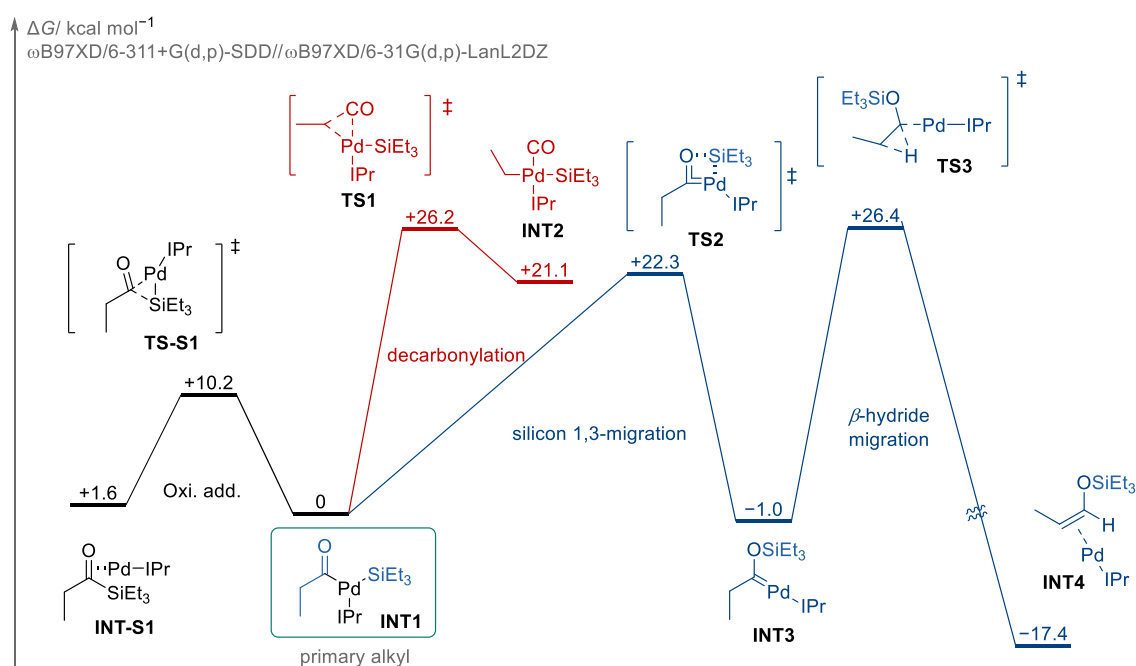 ΔG/ kcal mol⁻¹
ωB97XD/6-311+G(d,p)-SDD//ωB97XD/6-31G(d,p)-LanL2DZ
CO
Pd
SiEt₃
IPr
‡
TS1
CO
Pd
SiEt₃
IPr
INT2
O
SiEt₃
Pd
IPr
‡
TS2
Et₃SiO
Pd
IPr
H
‡
TS3
IPr
O
Pd
SiEt₃
‡
TS-S1
+26.2
+21.1
+22.3
+26.4
decarbonylation
+10.2
silicon 1,3-migration
β-hydride
migration
+1.6
Oxi. add.
0
−1.0
O
Pd
IPr
SiEt₃
INT-S1
O
SiEt₃
Pd
IPr
INT1
primary alkyl
OSiEt₃
Pd
IPr
INT3
OSiEt₃
H
Pd
IPr
INT4
−17.4